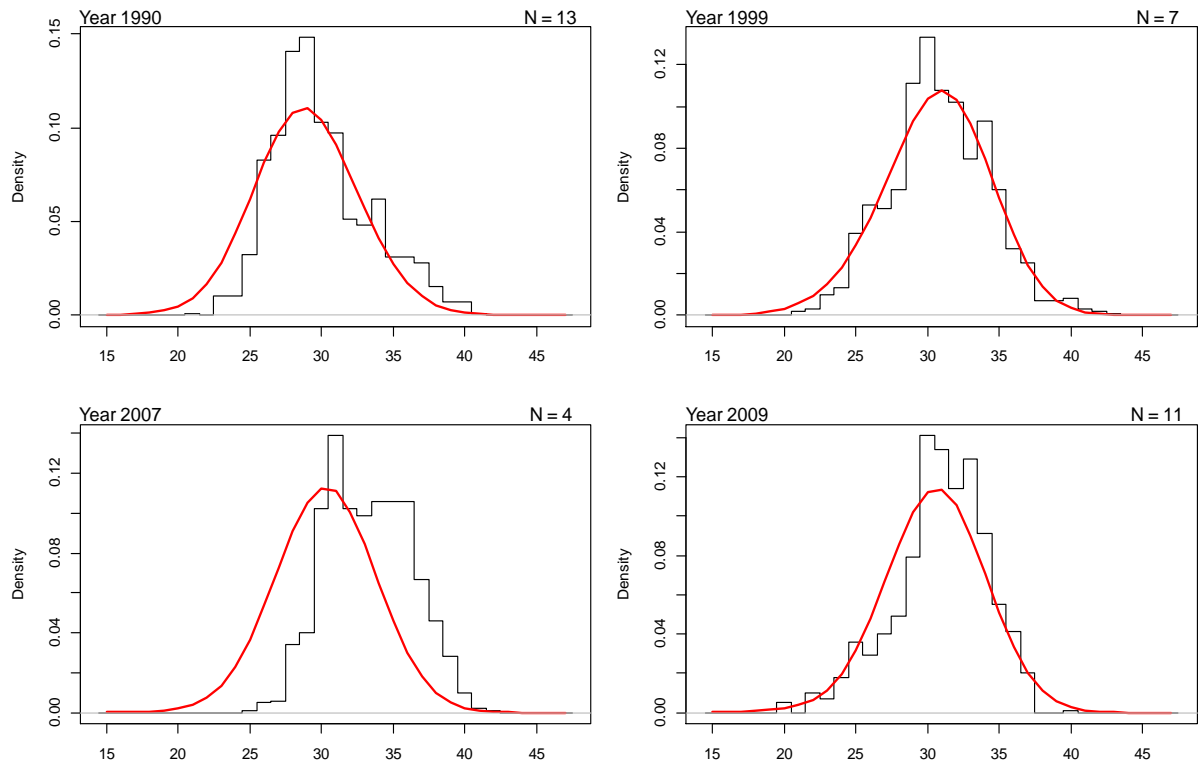 Year 1990 N = 13
Density
0.00 0.05 0.10 0.15
15 20 25 30 35 40 45
Year 1999 N = 7
Density
0.00 0.04 0.08 0.12
15 20 25 30 35 40 45
Year 2007 N = 4
Density
0.00 0.04 0.08 0.12
15 20 25 30 35 40 45
Year 2009 N = 11
Density
0.00 0.04 0.08 0.12
15 20 25 30 35 40 45